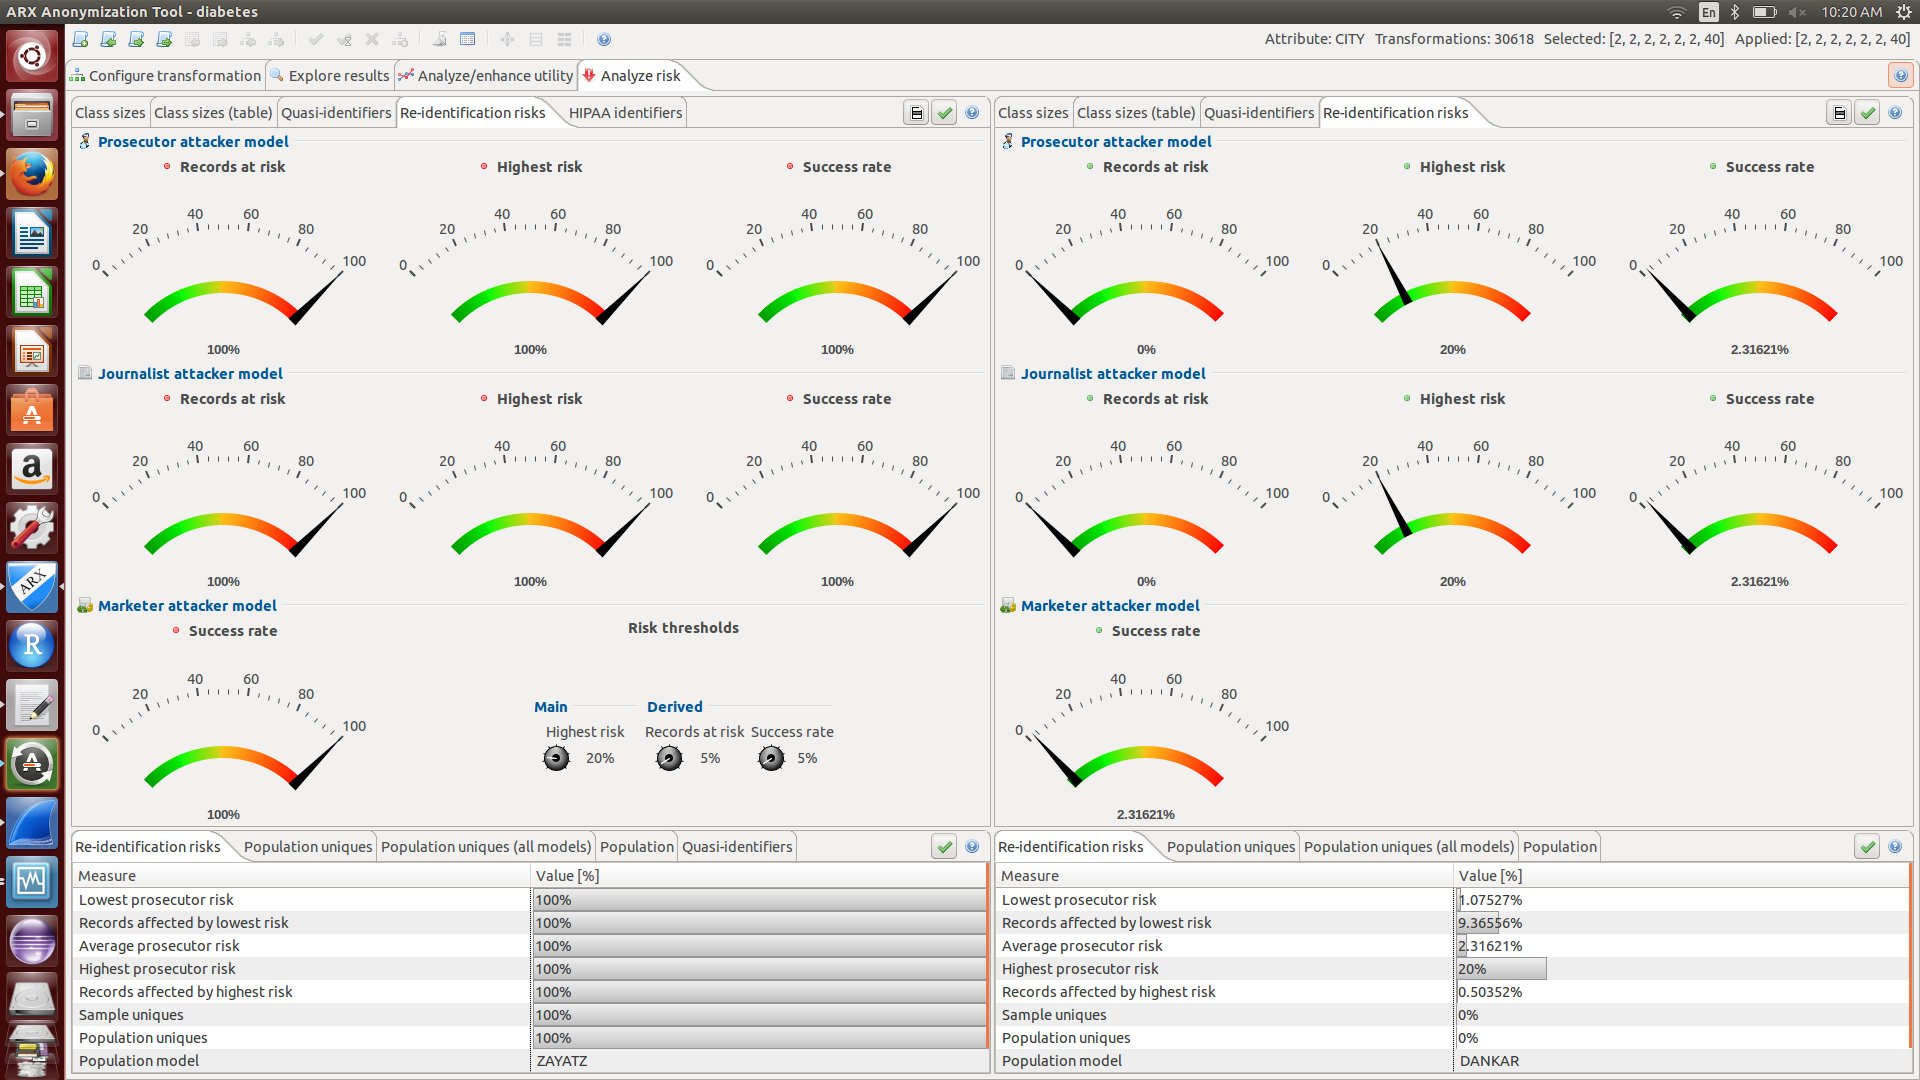 ARX Anonymization Tool - diabetes
En
10:20 AM
Attribute: CITY Transformations: 30618 Selected: [2, 2, 2, 2, 2, 2, 40] Applied: [2, 2, 2, 2, 2, 2, 40]
Configure transformation Explore results Analyze/enhance utility Analyze risk
Class sizes Class sizes (table) Quasi-identifiers Re-identification risks HIPAA identifiers
Prosecutor attacker model
Records at risk Highest risk Success rate
0 20 40 60 80 100
0 20 40 60 80 100
0 20 40 60 80 100
100% 100% 100%
Journalist attacker model
Records at risk Highest risk Success rate
0 20 40 60 80 100
0 20 40 60 80 100
0 20 40 60 80 100
100% 100% 100%
Marketer attacker model
Success rate
0 20 40 60 80 100
100%
Risk thresholds
Main Derived
Highest risk Records at risk Success rate
20% 5% 5%
Class sizes Class sizes (table) Quasi-identifiers Re-identification risks
Prosecutor attacker model
Records at risk Highest risk Success rate
0 20 40 60 80 100
0 20 40 60 80 100
0 20 40 60 80 100
0% 20% 2.31621%
Journalist attacker model
Records at risk Highest risk Success rate
0 20 40 60 80 100
0 20 40 60 80 100
0 20 40 60 80 100
0% 20% 2.31621%
Marketer attacker model
Success rate
0 20 40 60 80 100
2.31621%
Re-identification risks Population uniques Population uniques (all models) Population Quasi-identifiers
Measure Value [%]
Lowest prosecutor risk 100%
Records affected by lowest risk 100%
Average prosecutor risk 100%
Highest prosecutor risk 100%
Records affected by highest risk 100%
Sample uniques 100%
Population uniques 100%
Population model ZAYATZ
Re-identification risks Population uniques Population uniques (all models) Population
Measure Value [%]
Lowest prosecutor risk 1.07527%
Records affected by lowest risk 9.36556%
Average prosecutor risk 2.31621%
Highest prosecutor risk 20%
Records affected by highest risk 0.50352%
Sample uniques 0%
Population uniques 0%
Population model DANKAR
a
ARX
R
A